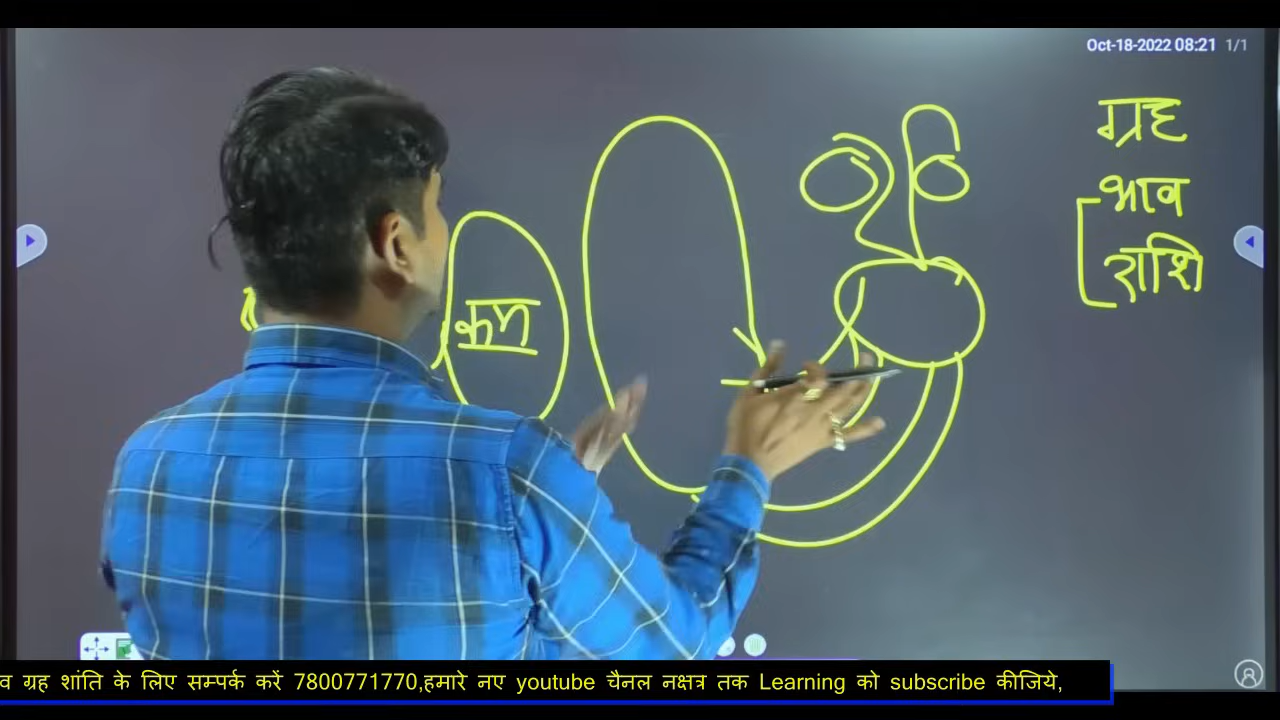 Oct-18-2022 08:21 1/1
ग्रह
भाव
राशि
कम
व ग्रह शांति के लिए सम्पर्क करें 7800771770,हमारे नए youtube चैनल नक्षत्र तक Learning को subscribe कीजिये,